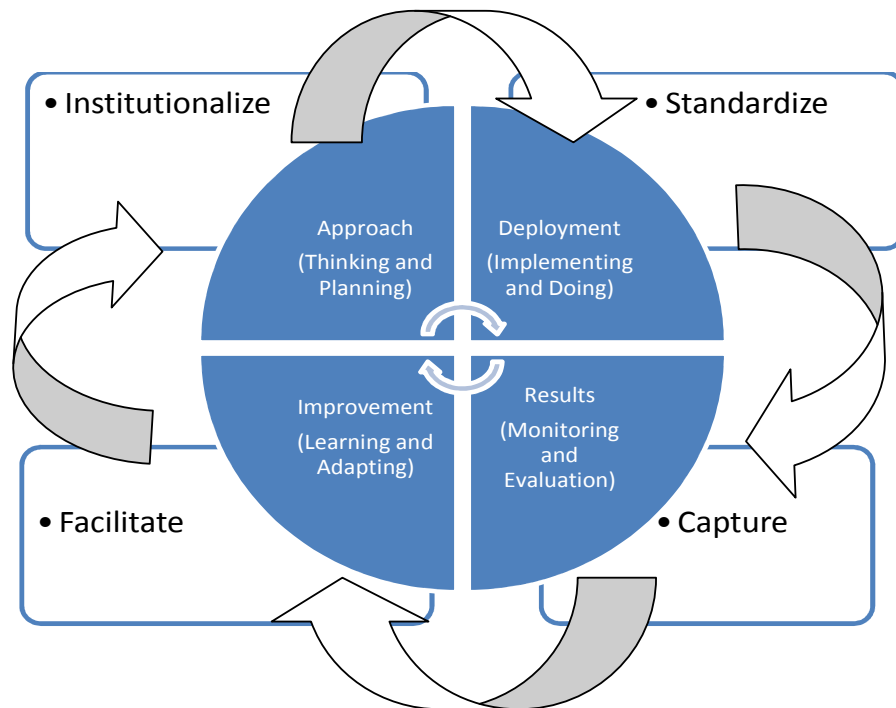 • Institutionalize
• Standardize
Approach
(Thinking and
Planning)
Deployment
(Implementing
and Doing)
Improvement
(Learning and
Adapting)
Results
(Monitoring
and
Evaluation)
• Facilitate
• Capture